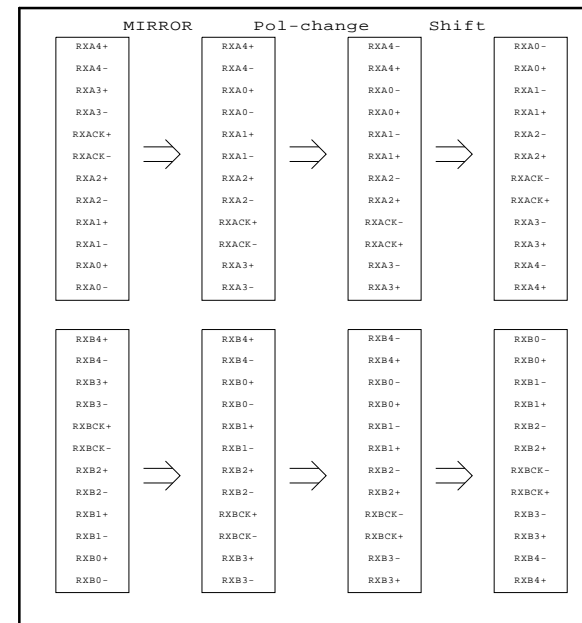 MIRROR Pol-change Shift
RXA4+ RXA4+ RXA4- RXA0-
RXA4- RXA4- RXA4+ RXA0+
RXA3+ RXA0+ RXA0- RXA1-
RXA3- RXA0- RXA0+ RXA1+
RXACK+ RXA1+ RXA1- RXA2-
RXACK- RXA1- RXA1+ RXA2+
RXA2+ RXA2+ RXA2- RXACK-
RXA2- RXA2- RXA2+ RXACK+
RXA1+ RXACK+ RXACK- RXA3-
RXA1- RXACK- RXACK+ RXA3+
RXA0+ RXA3+ RXA3- RXA4-
RXA0- RXA3- RXA3+ RXA4+
RXB4+ RXB4+ RXB4- RXB0-
RXB4- RXB4- RXB4+ RXB0+
RXB3+ RXB0+ RXB0- RXB1-
RXB3- RXB0- RXB0+ RXB1+
RXBCK+ RXB1+ RXB1- RXB2-
RXBCK- RXB1- RXB1+ RXB2+
RXB2+ RXB2+ RXB2- RXBCK-
RXB2- RXB2- RXB2+ RXBCK+
RXB1+ RXBCK+ RXBCK- RXB3-
RXB1- RXBCK- RXBCK+ RXB3+
RXB0+ RXB3+ RXB3- RXB4-
RXB0- RXB3- RXB3+ RXB4+